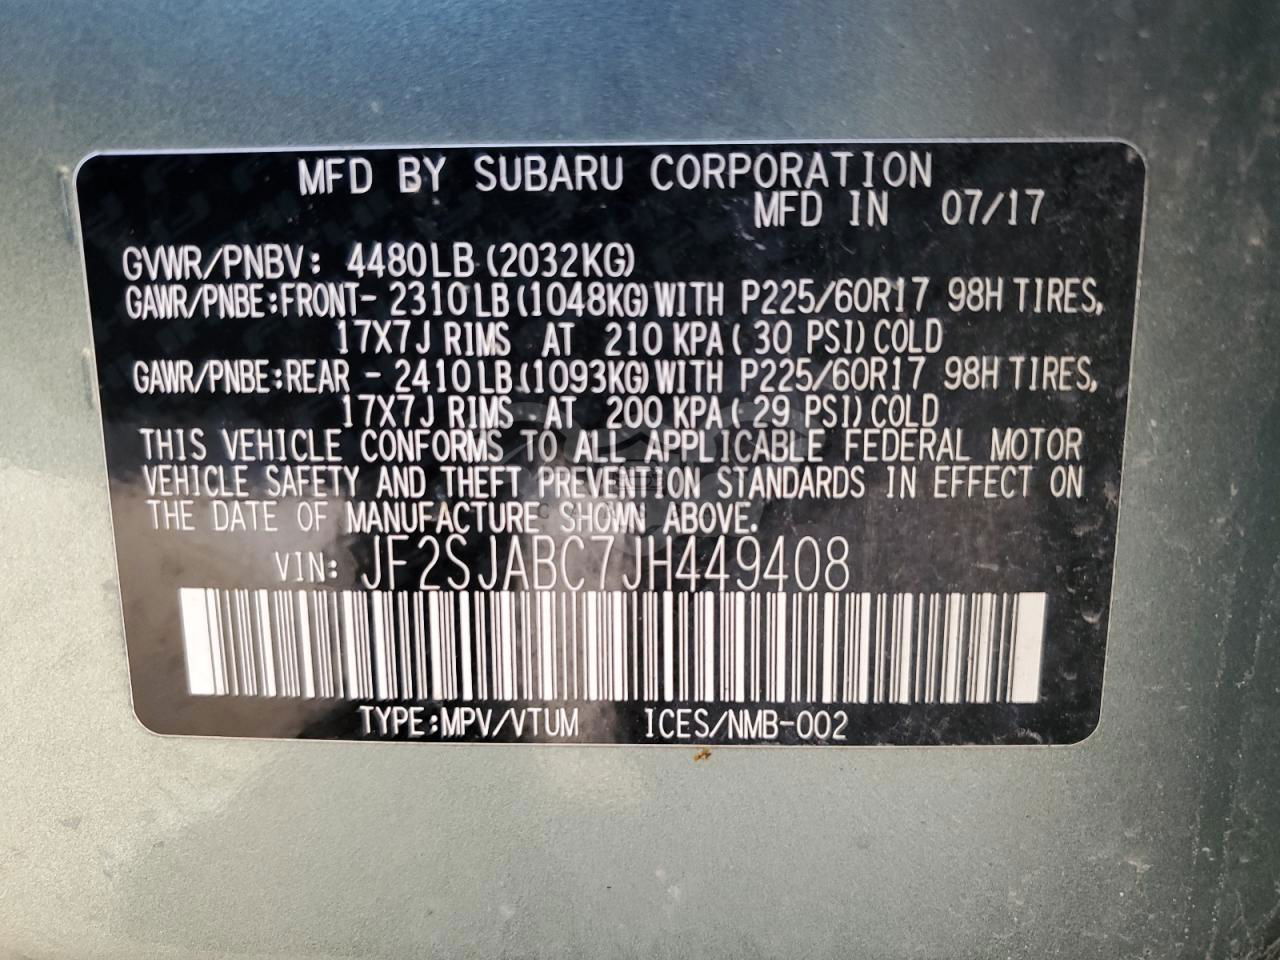 MFD BY SUBARU CORPORATION
MFD IN 07/17
GVWR/PNBV: 4480LB (2032KG)
GAWR/PNBE:FRONT- 2310 LB (1048KG) WITH P225/60R17 98H TIRES,
17X7J RIMS AT 210 KPA ( 30 PSI) COLD
GAWR/PNBE:REAR - 2410 LB (1093KG) WITH P225/60R17 98H TIRES,
17X7J RIMS AT 200 KPA ( 29 PSI) COLD
THIS VEHICLE CONFORMS TO ALL APPLICABLE FEDERAL MOTOR
VEHICLE SAFETY AND THEFT PREVENTION STANDARDS IN EFFECT ON
THE DATE OF MANUFACTURE SHOWN ABOVE.
VIN: JF2SJABC7JH449408
TYPE:MPV/VTUM ICES/NMB-002